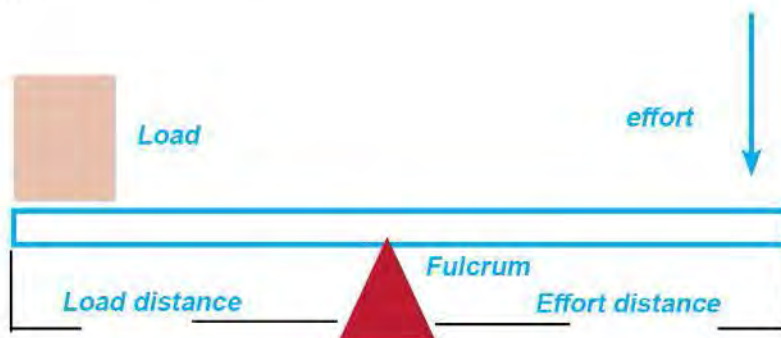 Load
effort
Fulcrum
Load distance
Effort distance